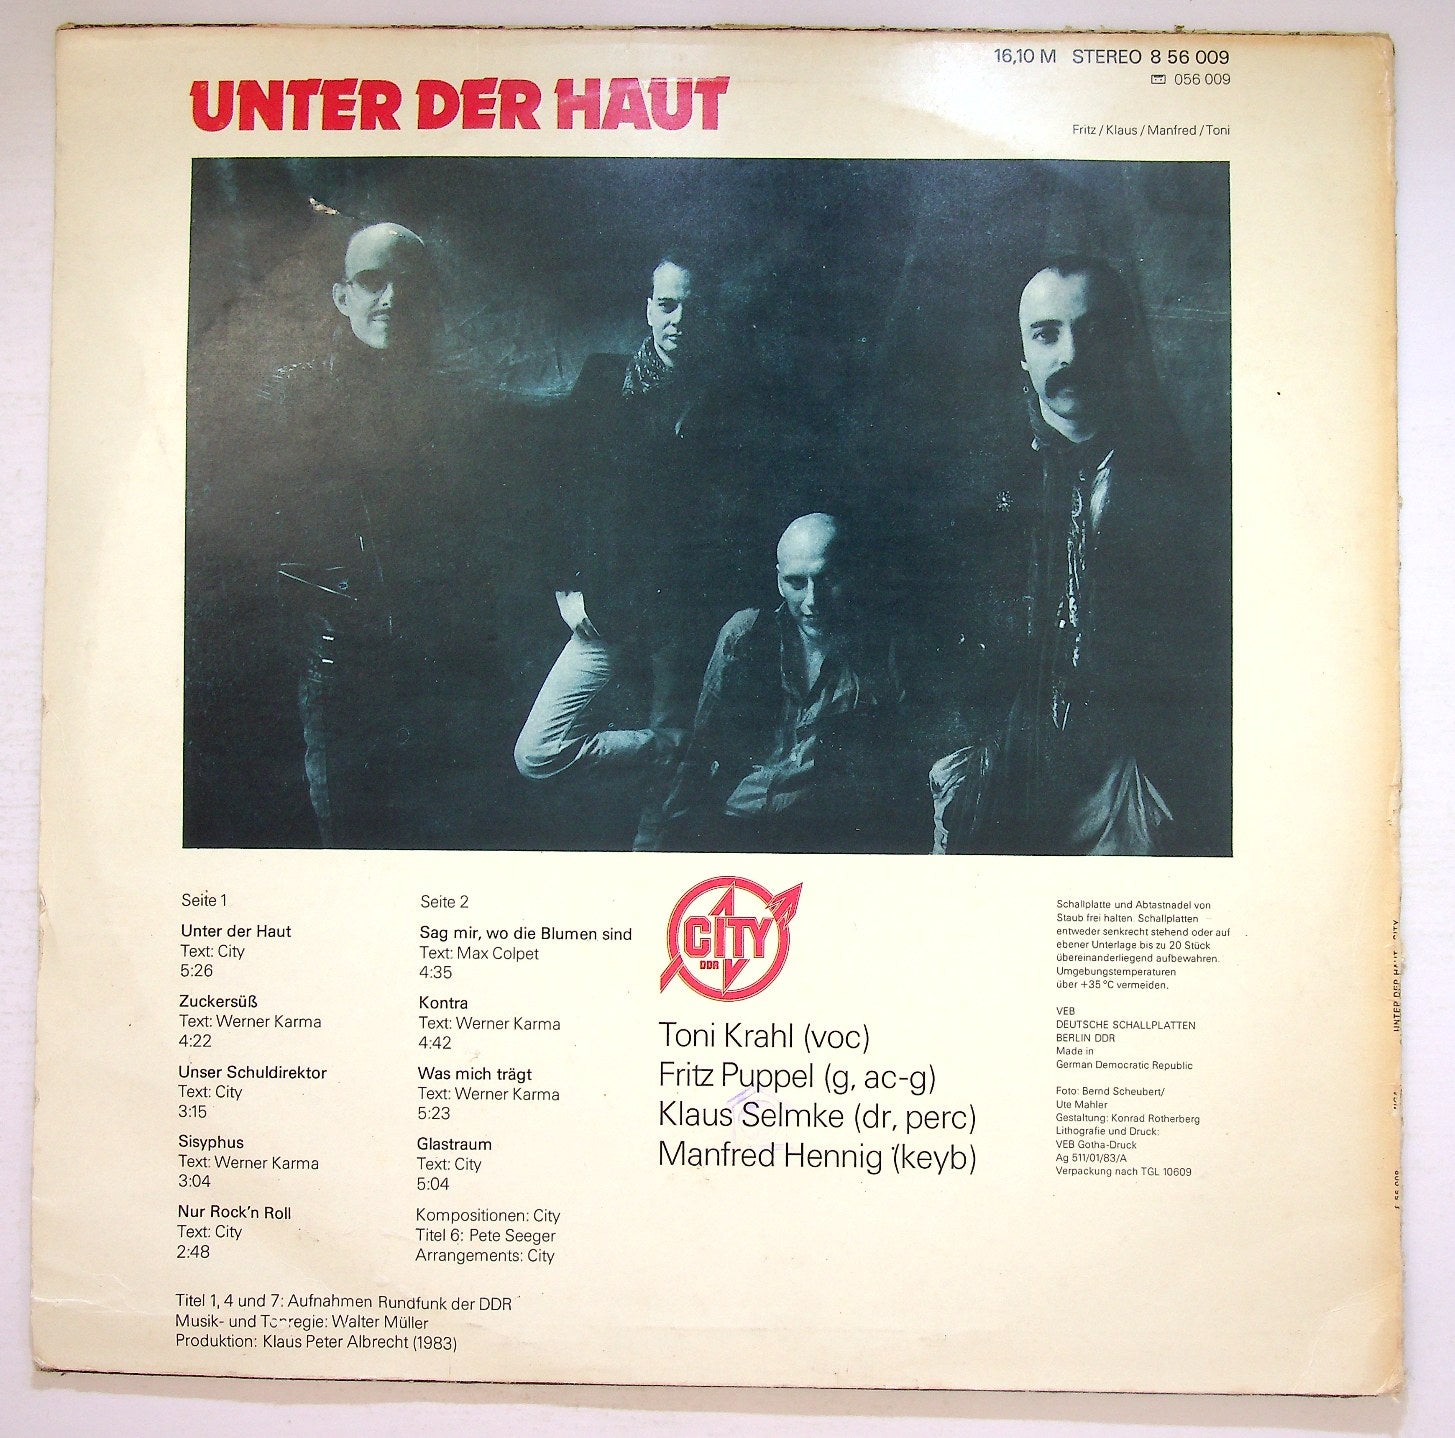 16,10 M STEREO 8 56 009
056 009
UNTER DER HAUT
Fritz / Klaus / Manfred / Toni
Seite 1
Unter der Haut
Text: City
5:26
Zuckersüß
Text: Werner Karma
4:22
Unser Schuldirektor
Text: City
3:15
Sisyphus
Text: Werner Karma
3:04
Nur Rock'n Roll
Text: City
2:48
Seite 2
Sag mir, wo die Blumen sind
Text: Max Colpet
4:35
Kontra
Text: Werner Karma
4:42
Was mich trägt
Text: Werner Karma
5:23
Glastraum
Text: City
5:04
Kompositionen: City
Titel 6: Pete Seeger
Arrangements: City
Titel 1, 4 und 7: Aufnahmen Rundfunk der DDR
Musik- und Tonregie: Walter Müller
Produktion: Klaus Peter Albrecht (1983)
CITY
DDR
Toni Krahl (voc)
Fritz Puppel (g, ac-g)
Klaus Selmke (dr, perc)
Manfred Hennig (keyb)
Schallplatte und Abtastnadel von
Staub frei halten. Schallplatten
entweder senkrecht stehend oder auf
ebener Unterlage bis zu 20 Stück
übereinanderliegend aufbewahren.
Umgebungstemperaturen
über +35 °C vermeiden.
VEB
DEUTSCHE SCHALLPLATTEN
BERLIN DDR
Made in
German Democratic Republic
Foto: Bernd Scheubert/
Ute Mahler
Gestaltung: Konrad Rotherberg
Lithografie und Druck:
VEB Gotha-Druck
Ag 511/01/83/A
Verpackung nach TGL 10609
UNTER DER HAUT CITY